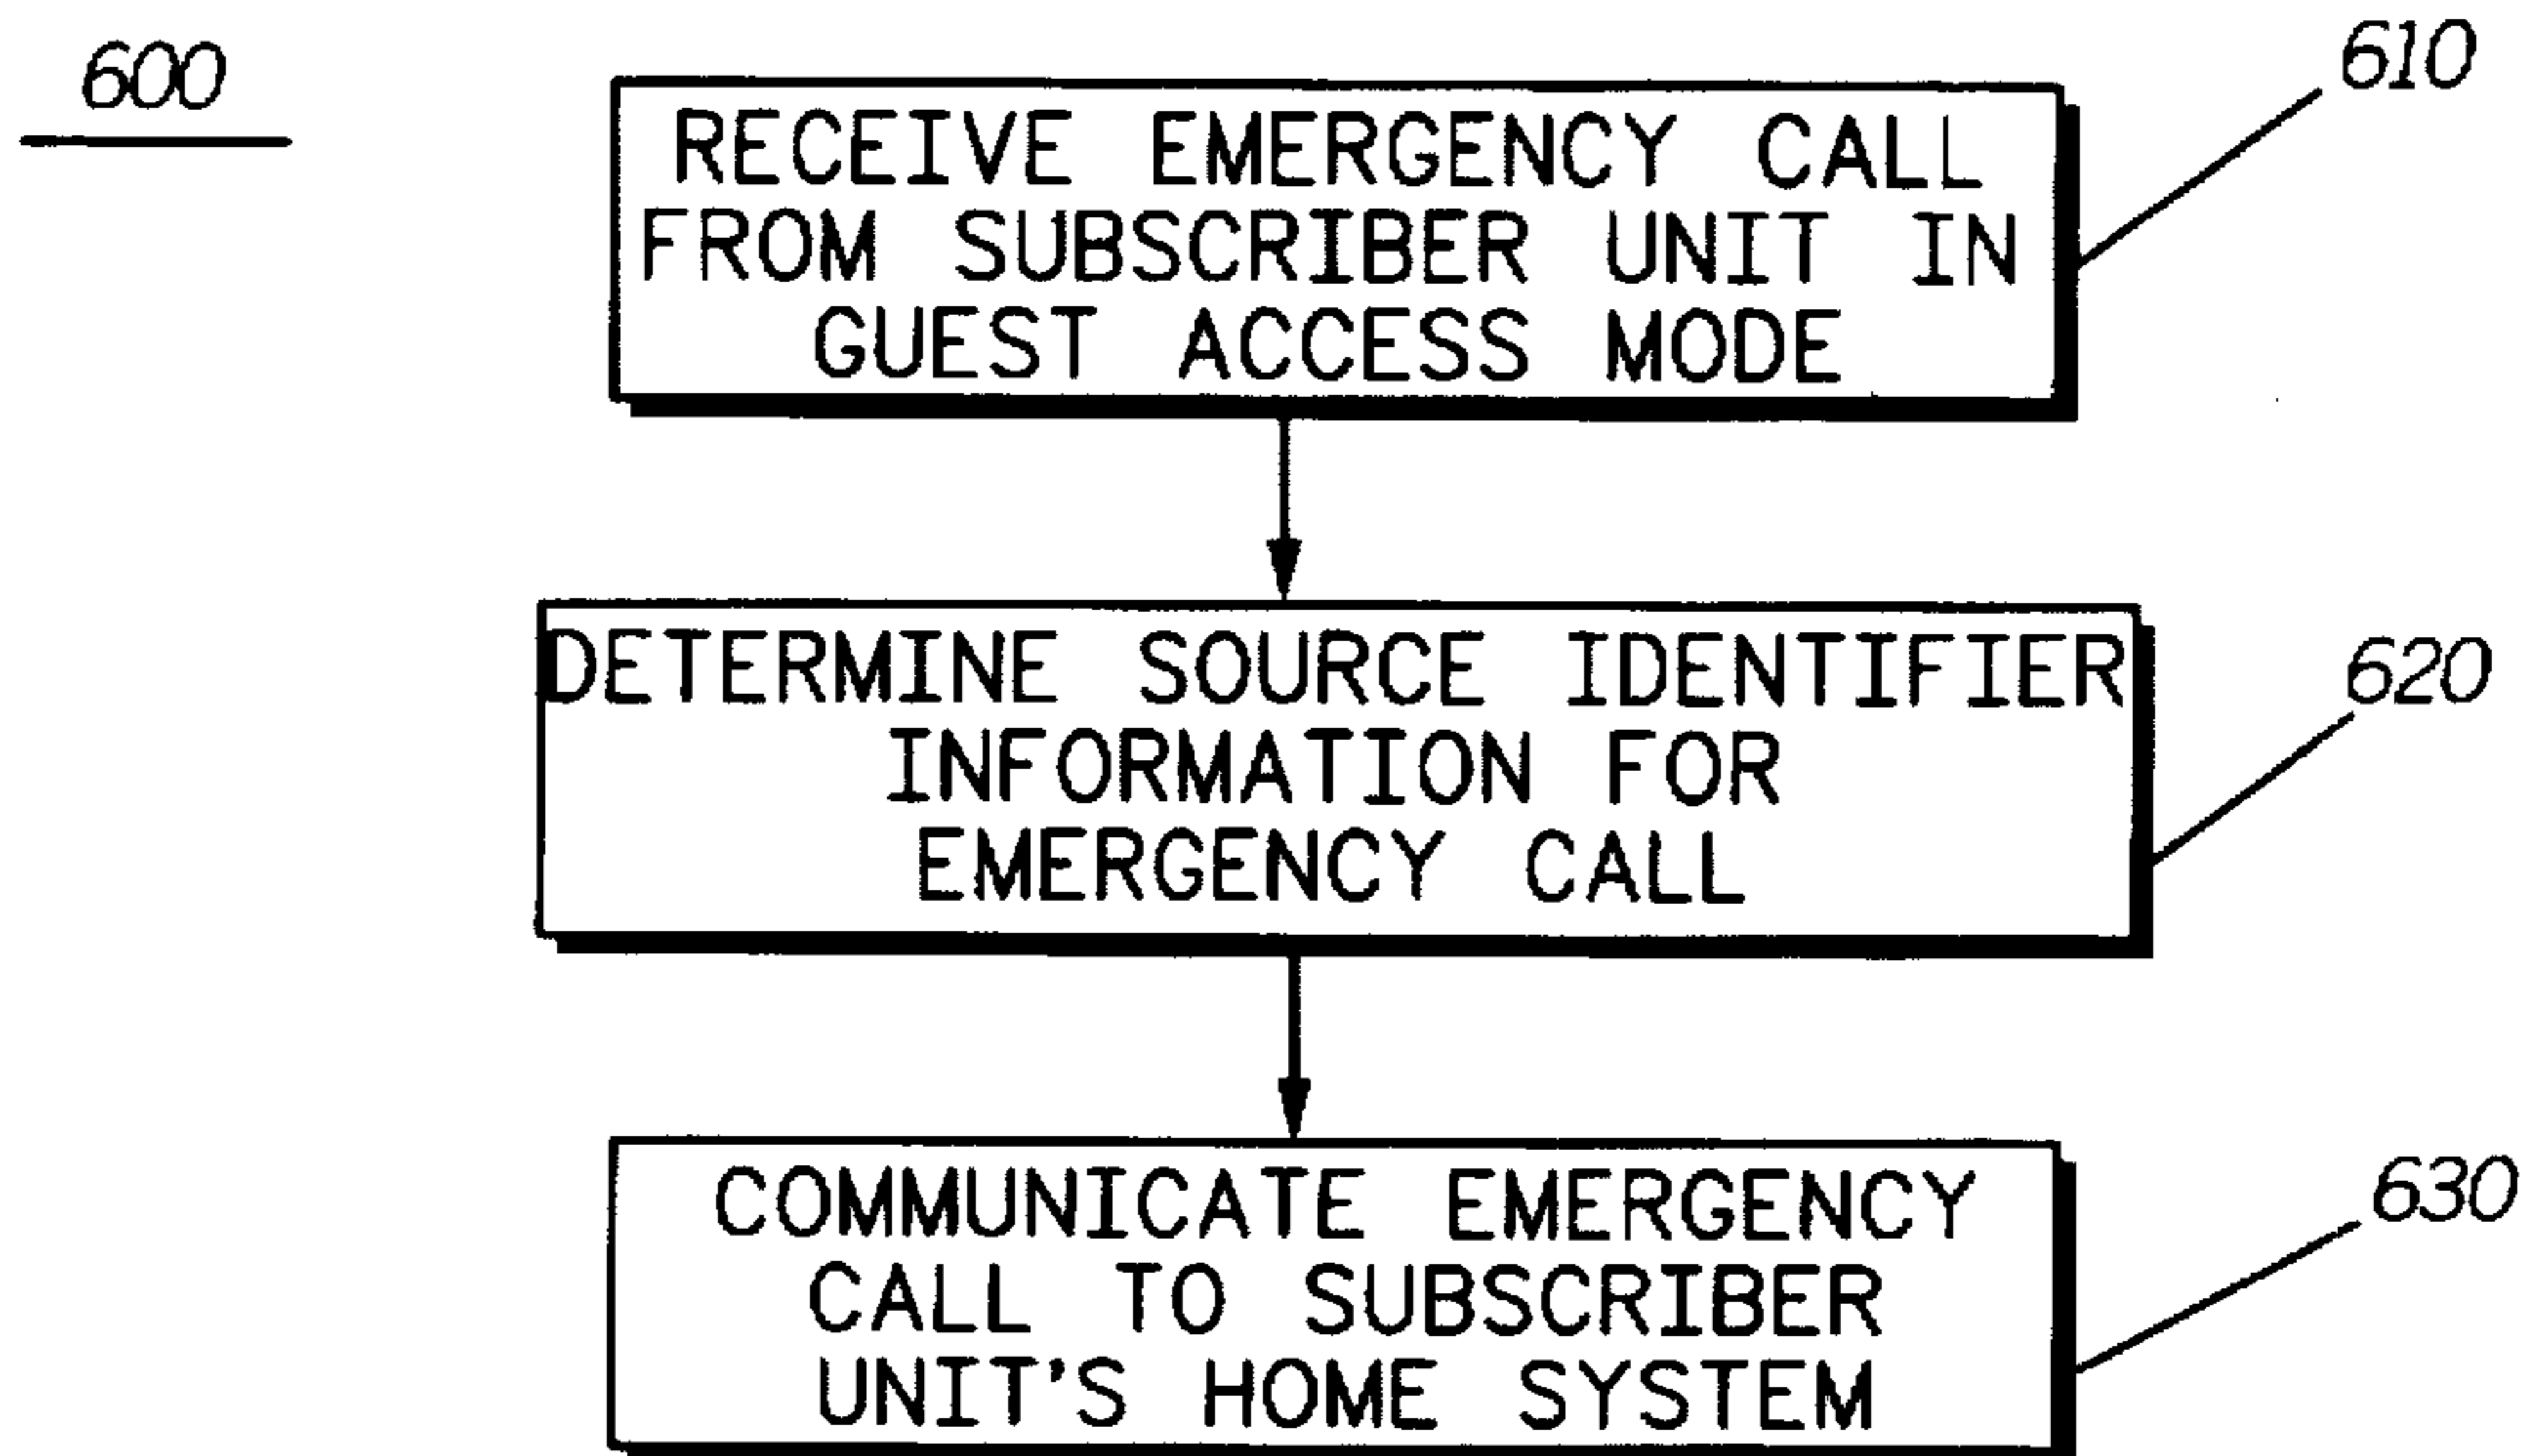 600
610
RECEIVE EMERGENCY CALL
FROM SUBSCRIBER UNIT IN
GUEST ACCESS MODE
DETERMINE SOURCE IDENTIFIER
INFORMATION FOR
EMERGENCY CALL
620
COMMUNICATE EMERGENCY
CALL TO SUBSCRIBER
UNIT'S HOME SYSTEM
630